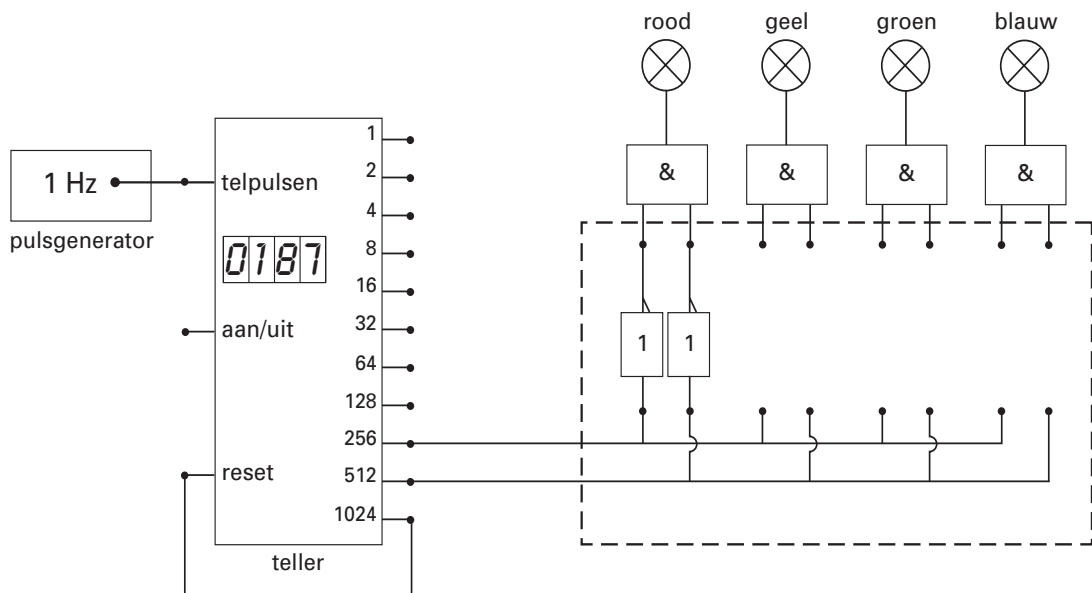 rood geel groen blauw
1 Hz
pulsgenerator
telpulsen
0187
aan/uit
reset
teller
1
2
4
8
16
32
64
128
256
512
1024
& & & &
1 1